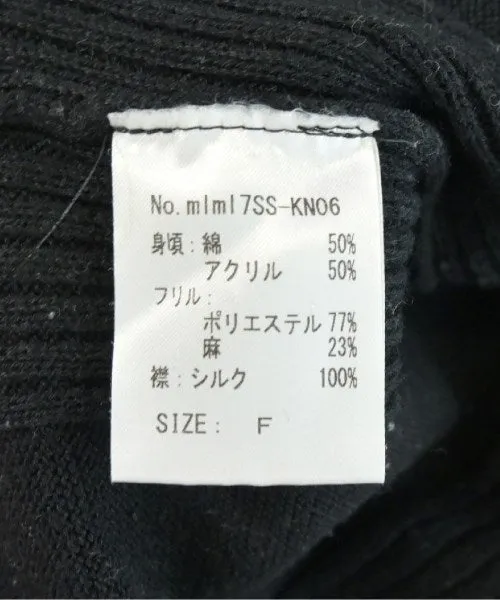 No.mlml7SS-KN06
身頃:綿 50%
アクリル 50%
フリル:
ポリエステル 77%
麻 23%
襟:シルク 100%
SIZE: F